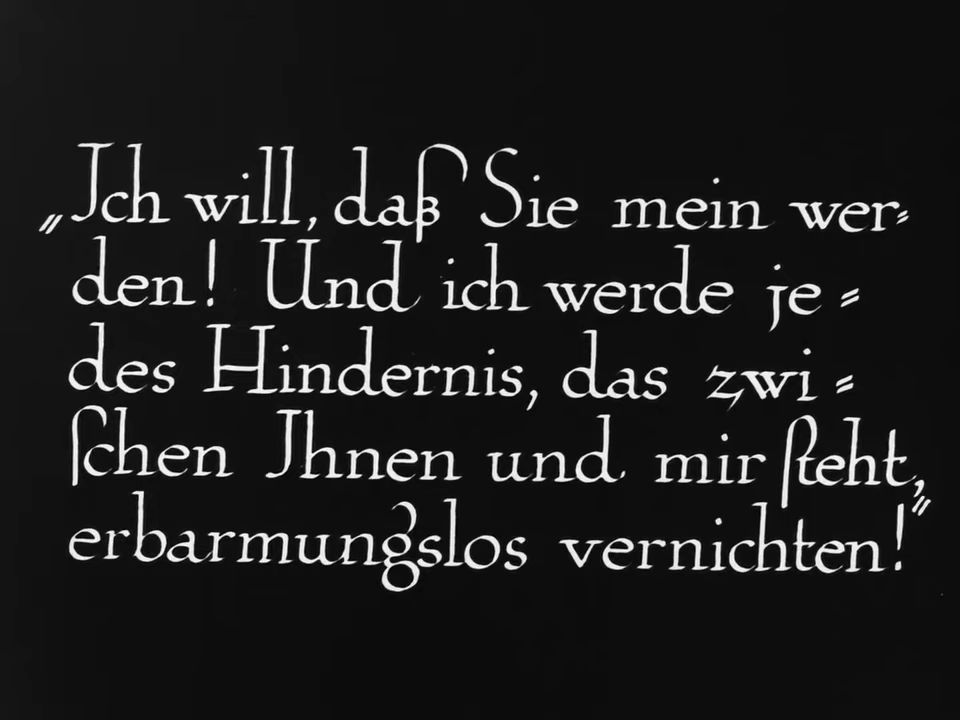 „Ich will, daß Sie mein wer=
den! Und ich werde je=
des Hindernis, das zwi=
ſchen Ihnen und mir ſteht,
erbarmungslos vernichten!"